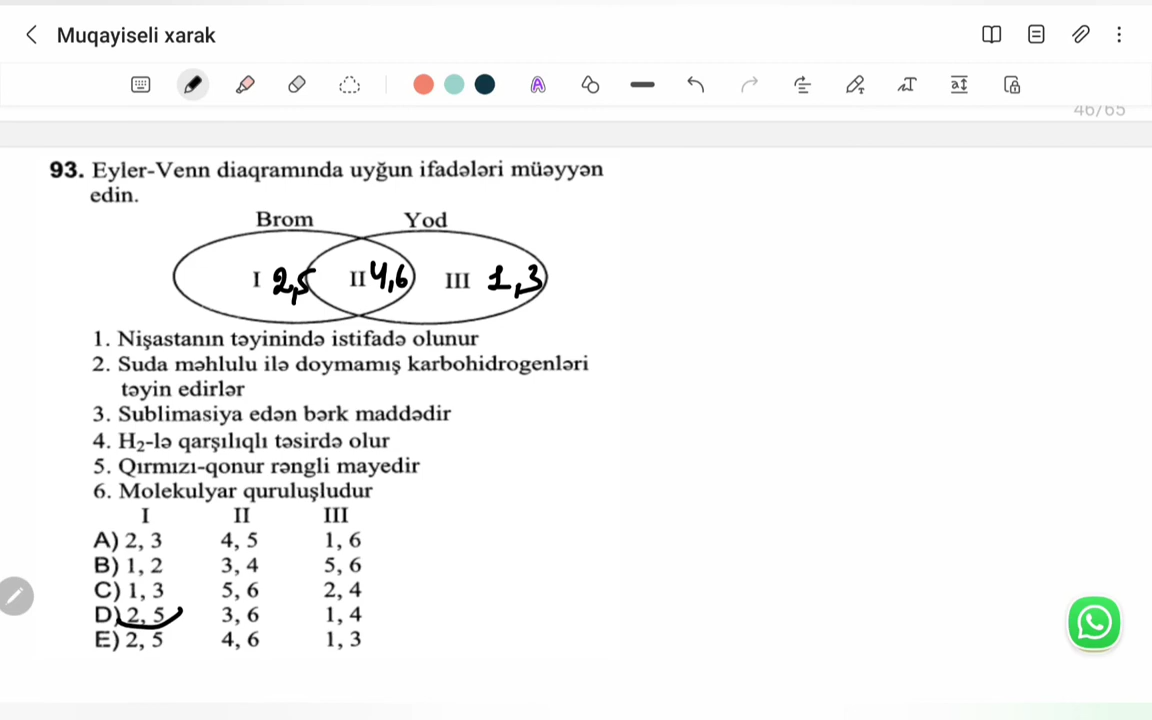 Muqayiseli xarak
46/65
93. Eyler-Venn diaqramında uyğun ifadələri müəyyən
edin.
Brom Yod
I 2,5 II 4,6 III 1,3
1. Nişastanın təyinində istifadə olunur
2. Suda məhlulu ilə doymamış karbohidrogenləri
təyin edirlər
3. Sublimasiya edən bərk maddədir
4. H₂-lə qarşılıqlı təsirdə olur
5. Qırmızı-qonur rəngli mayedir
6. Molekulyar quruluşludur
I II III
A) 2, 3 4, 5 1, 6
B) 1, 2 3, 4 5, 6
C) 1, 3 5, 6 2, 4
D) 2, 5 3, 6 1, 4
E) 2, 5 4, 6 1, 3